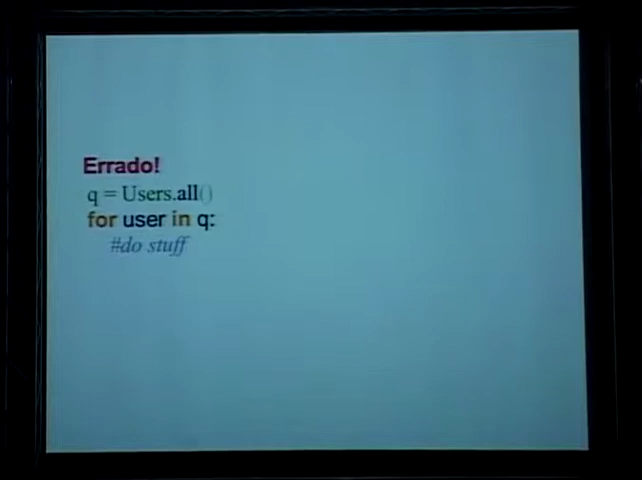 Errado!
q = Users.all()
for user in q:
#do stuff